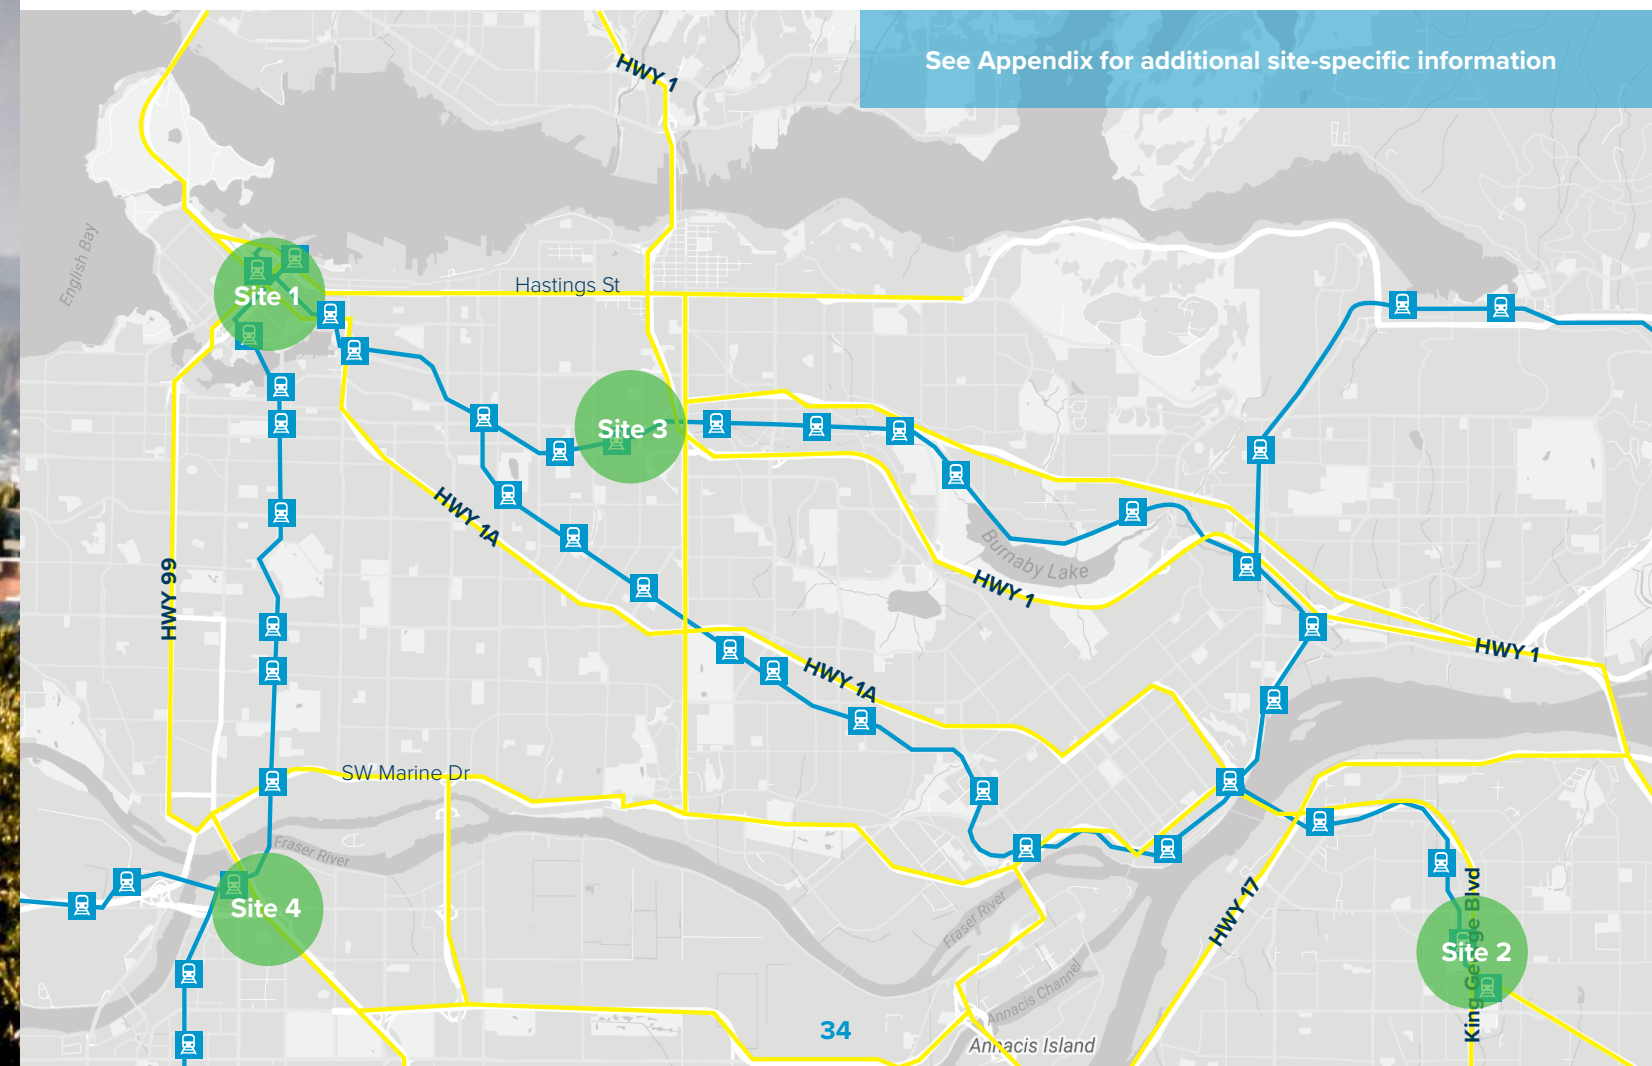 See Appendix for additional site-specific information
HWY 1
English Bay
Hastings St
Site 1
Site 3
HWY 1A
HWY 99
Burnaby Lake
HWY 1
HWY 1
HWY 1A
SW Marine Dr
Fraser River
Site 4
Fraser River
HWY 17
King George Blvd
Site 2
Annacis Channel
34
Annacis Island